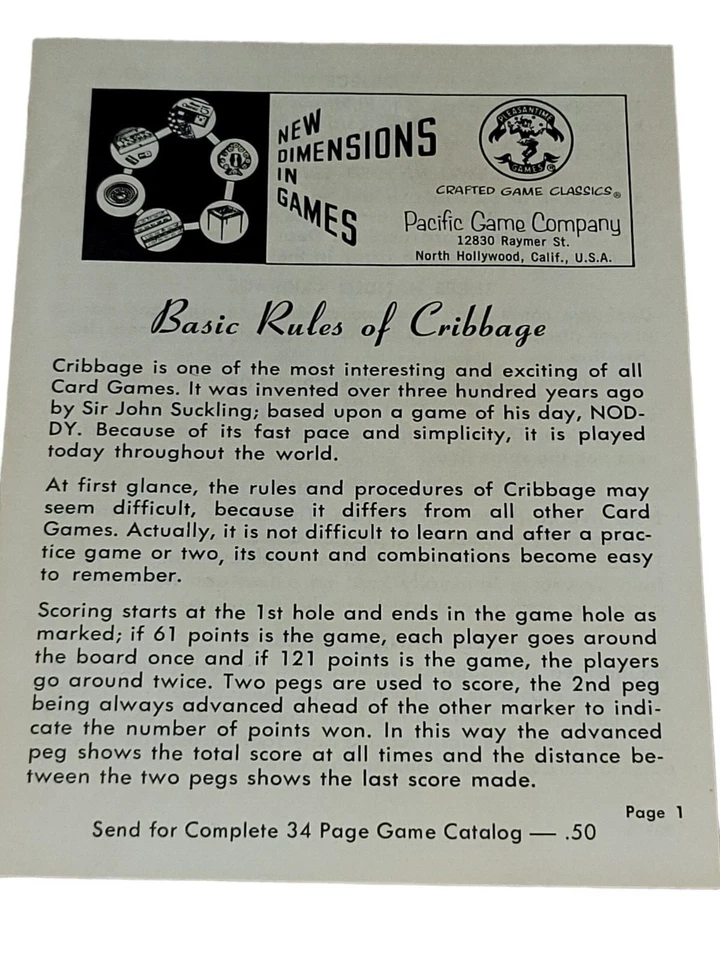 NEW
DIMENSIONS
IN
GAMES
PLEASANTIME
GAMES ©
CRAFTED GAME CLASSICS®
Pacific Game Company
12830 Raymer St.
North Hollywood, Calif., U.S.A.
Basic Rules of Cribbage
Cribbage is one of the most interesting and exciting of all
Card Games. It was invented over three hundred years ago
by Sir John Suckling; based upon a game of his day, NOD-
DY. Because of its fast pace and simplicity, it is played
today throughout the world.
At first glance, the rules and procedures of Cribbage may
seem difficult, because it differs from all other Card
Games. Actually, it is not difficult to learn and after a prac-
tice game or two, its count and combinations become easy
to remember.
Scoring starts at the 1st hole and ends in the game hole as
marked; if 61 points is the game, each player goes around
the board once and if 121 points is the game, the players
go around twice. Two pegs are used to score, the 2nd peg
being always advanced ahead of the other marker to indi-
cate the number of points won. In this way the advanced
peg shows the total score at all times and the distance be-
tween the two pegs shows the last score made.
Page 1
Send for Complete 34 Page Game Catalog — .50